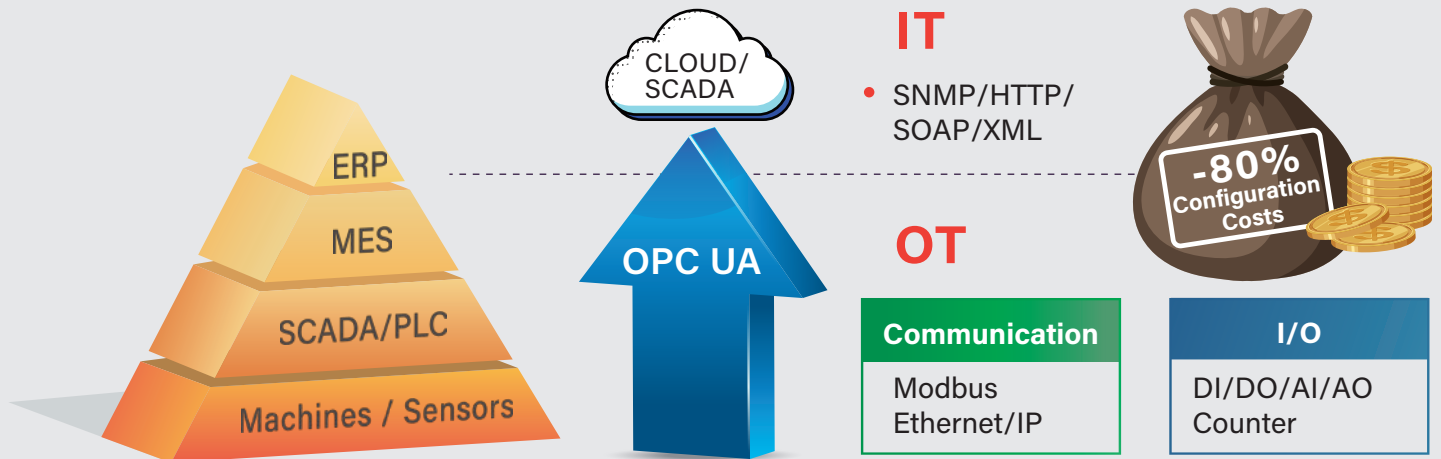 ERP
MES
SCADA/PLC
Machines / Sensors
CLOUD/
SCADA
OPC UA
IT
• SNMP/HTTP/
SOAP/XML
OT
Communication
Modbus
Ethernet/IP
I/O
DI/DO/AI/AO
Counter
-80%
Configuration
Costs